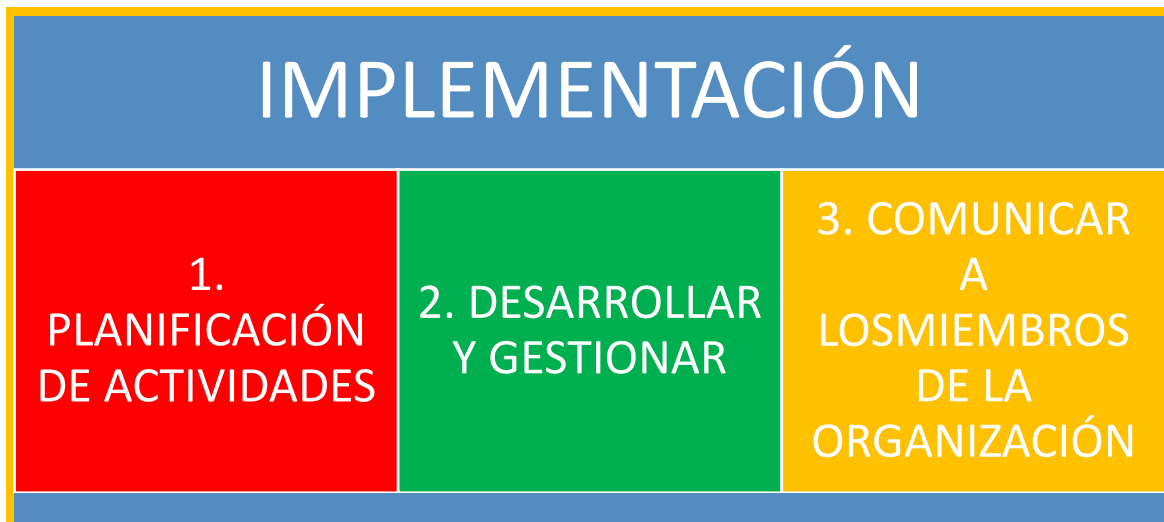 IMPLEMENTACIÓN
1.
PLANIFICACIÓN
DE ACTIVIDADES
2. DESARROLLAR
Y GESTIONAR
3. COMUNICAR
A
LOSMIEMBROS
DE LA
ORGANIZACIÓN